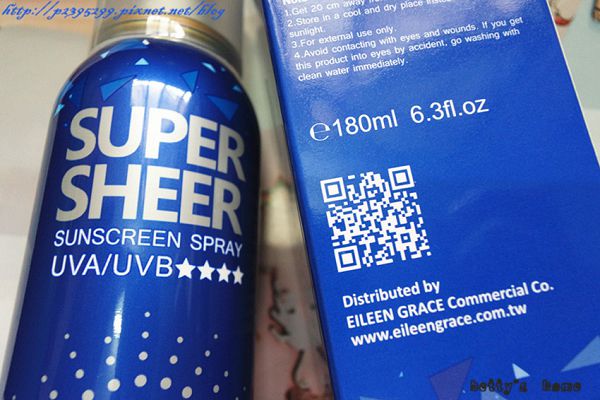 http://p2395299.pixnet.net/blog
SUPER
SHEER
SUNSCREEN SPRAY
UVA/UVB★★★★
1.Get 20 cm away
2.Store in a cool and dry place instead
sunlight.
3.For external use only.
4.Avoid contacting with eyes and wounds. If you get
this product into eyes by accident, go washing with
clean water immediately.
℮180ml 6.3fl.oz
Distributed by
EILEEN GRACE Commercial Co.
www.eileengrace.com.tw
hetty's home